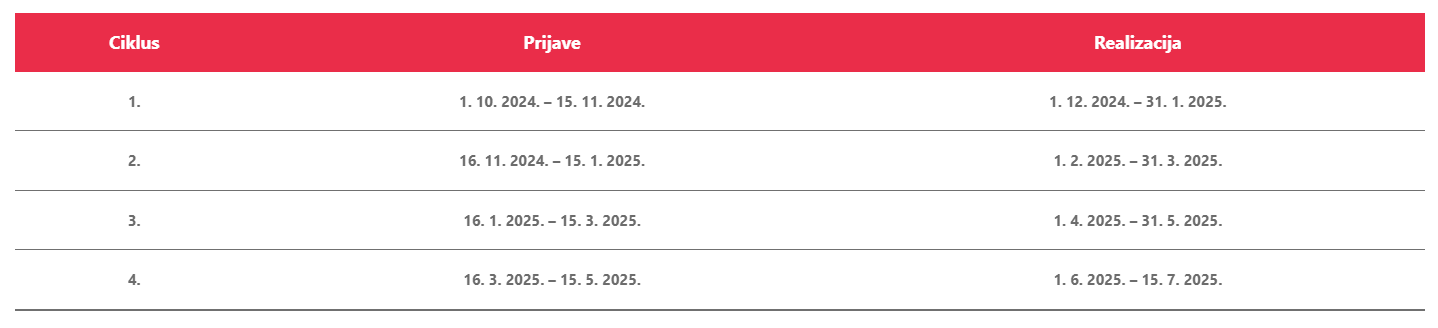 Ciklus Prijave Realizacija
1. 1. 10. 2024. – 15. 11. 2024. 1. 12. 2024. – 31. 1. 2025.
2. 16. 11. 2024. – 15. 1. 2025. 1. 2. 2025. – 31. 3. 2025.
3. 16. 1. 2025. – 15. 3. 2025. 1. 4. 2025. – 31. 5. 2025.
4. 16. 3. 2025. – 15. 5. 2025. 1. 6. 2025. – 15. 7. 2025.